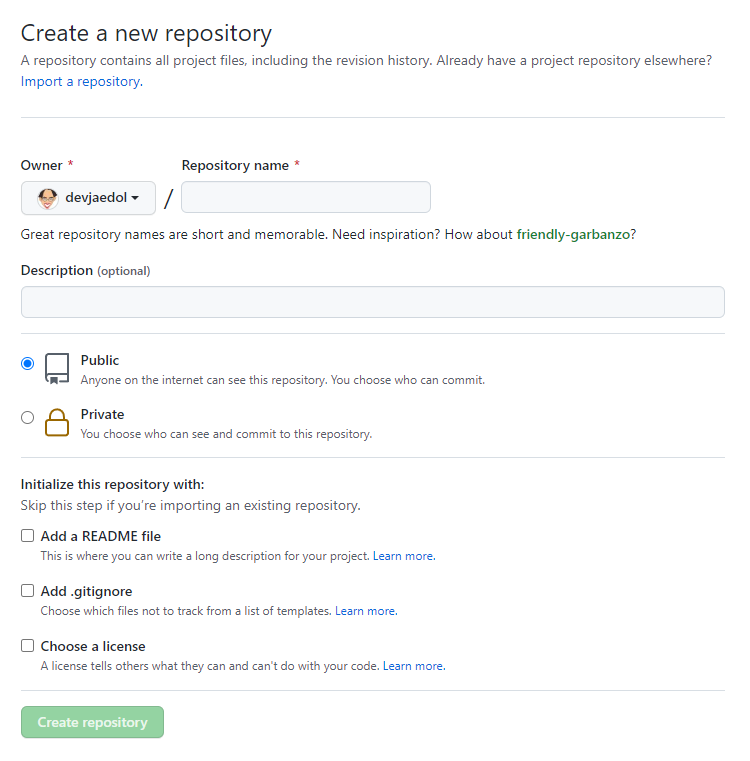 Create a new repository
A repository contains all project files, including the revision history. Already have a project repository elsewhere?
Import a repository.
Owner * Repository name *
devjaedol /
Great repository names are short and memorable. Need inspiration? How about friendly-garbanzo?
Description (optional)
Public
Anyone on the internet can see this repository. You choose who can commit.
Private
You choose who can see and commit to this repository.
Initialize this repository with:
Skip this step if you're importing an existing repository.
Add a README file
This is where you can write a long description for your project. Learn more.
Add .gitignore
Choose which files not to track from a list of templates. Learn more.
Choose a license
A license tells others what they can and can't do with your code. Learn more.
Create repository